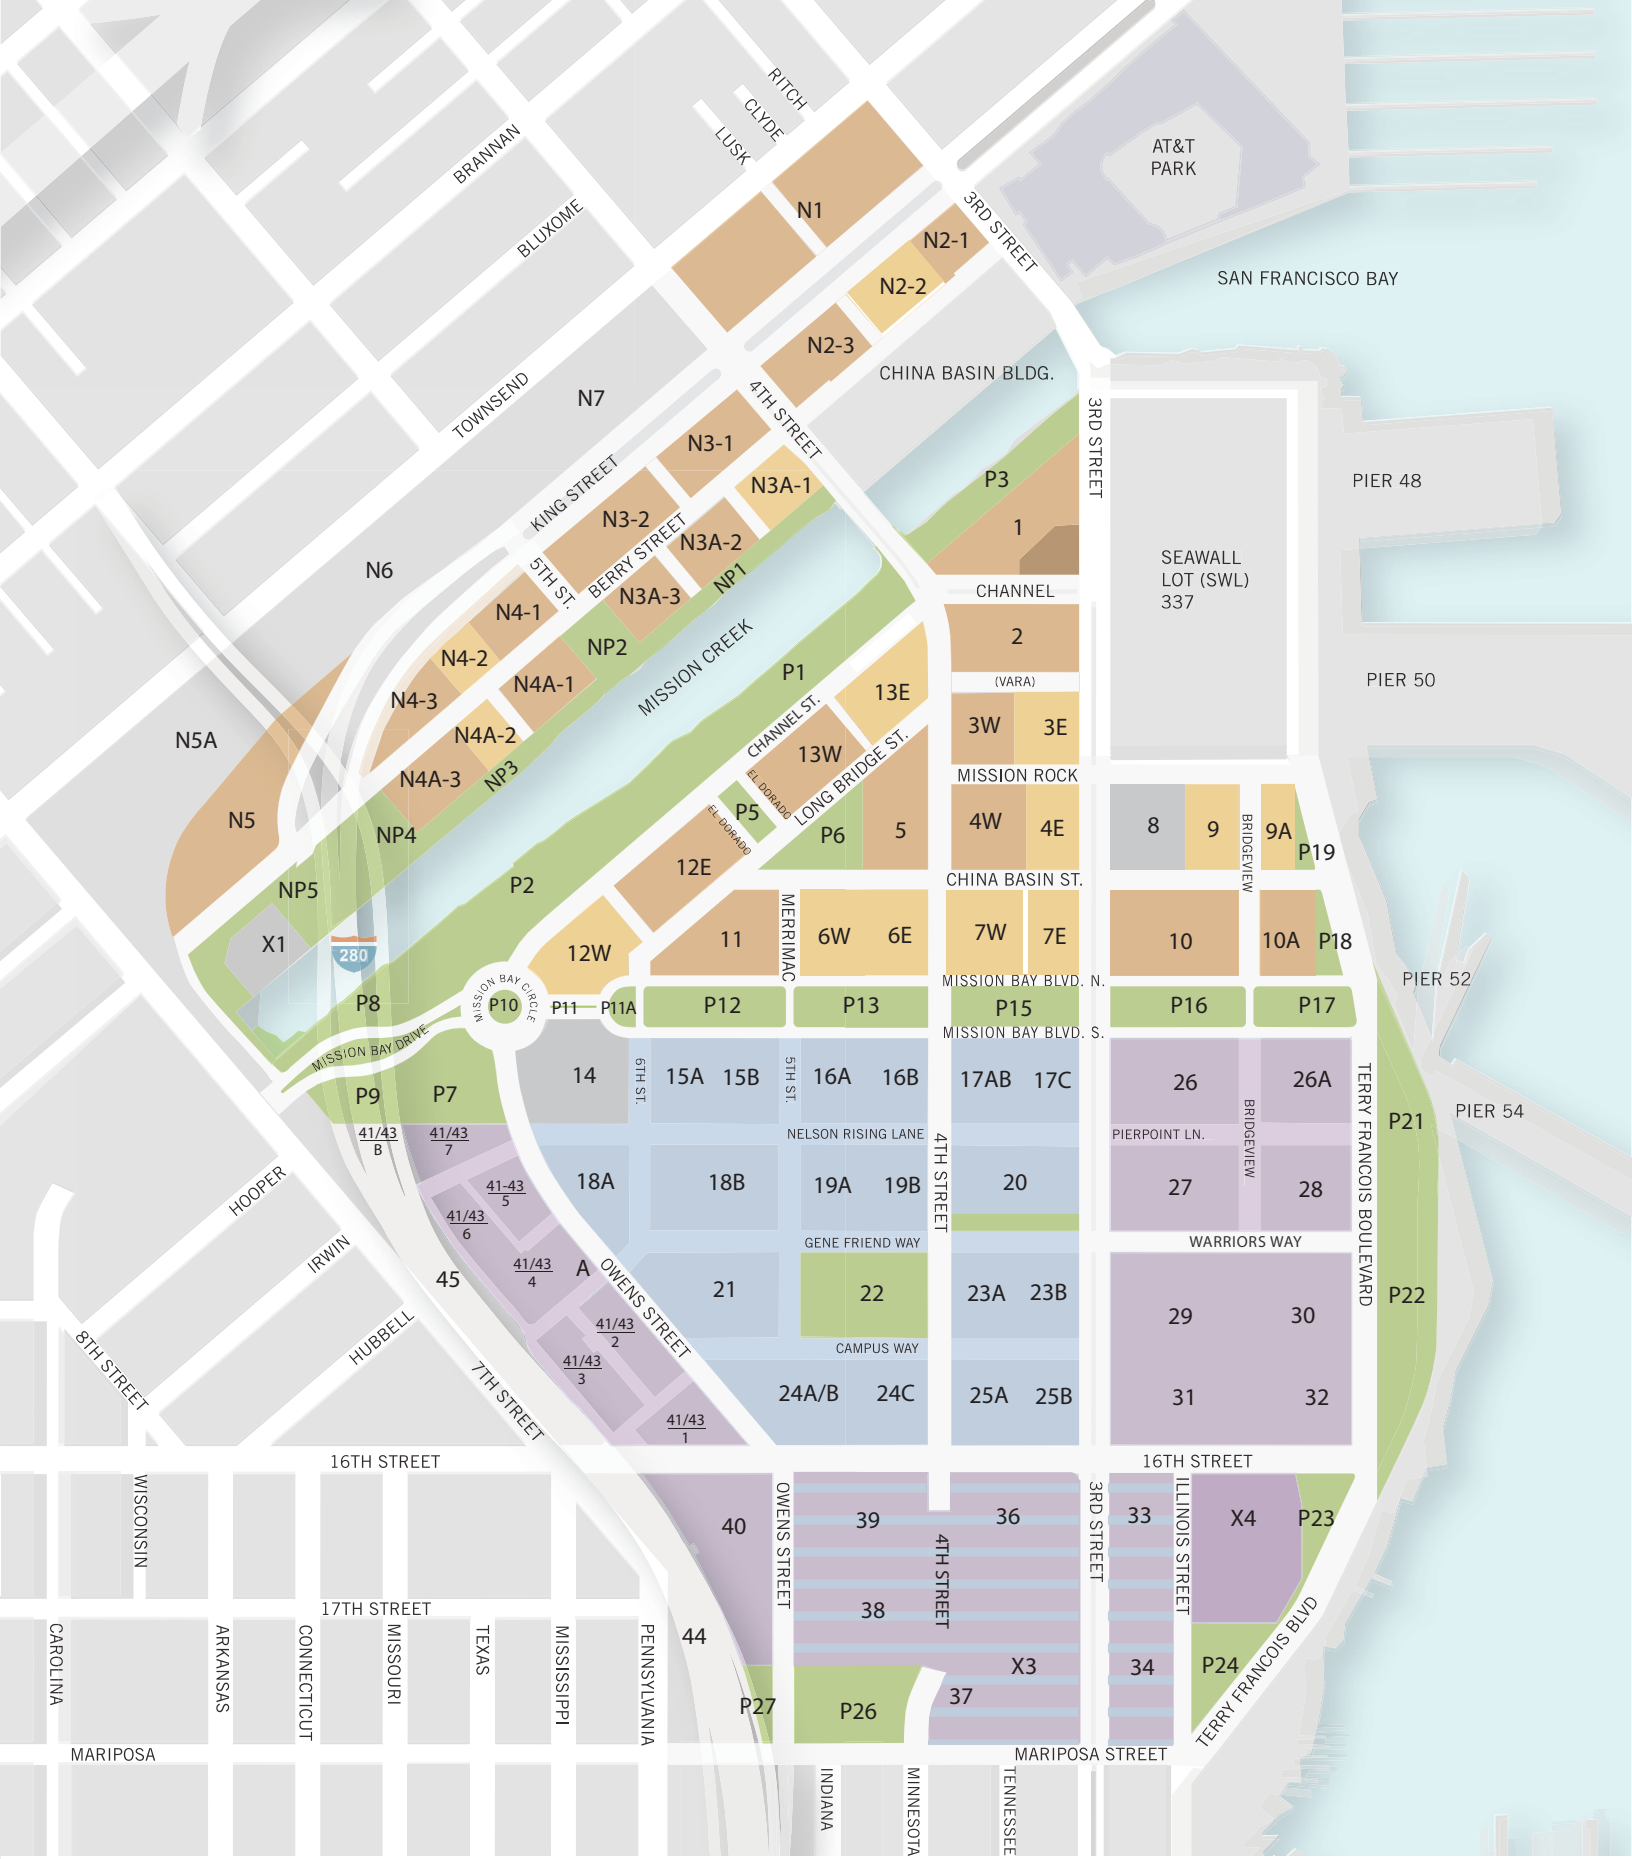 RITCH
CLYDE
LUSK
BRANNAN
BLUXOME
TOWNSEND
AT&T
PARK
3RD STREET
SAN FRANCISCO BAY
N1
N2-1
N2-2
N2-3
CHINA BASIN BLDG.
N7
4TH STREET
N3-1
KING STREET
N3A-1
N3-2
BERRY STREET
N3A-2
N3A-3
NP1
5TH ST.
N6
N4-1
NP2
N4-2
N4-3
N4A-1
N4A-2
N4A-3
NP3
N5A
N5
NP4
NP5
X1
280
MISSION CREEK
P3
1
3RD STREET
SEAWALL
LOT (SWL)
337
PIER 48
PIER 50
CHANNEL
2
(VARA)
3W
3E
MISSION ROCK
P1
13E
CHANNEL ST.
13W
LONG BRIDGE ST.
EL DORADO
P5
EL DORADO
P6
5
4W
4E
8
9
BRIDGEVIEW
9A
P19
12E
P2
CHINA BASIN ST.
12W
11
MERRIMAC
6W
6E
7W
7E
10
10A
P18
PIER 52
MISSION BAY BLVD. N.
P8
MISSION BAY CIRCLE
P10
P11
P11A
P12
P13
P15
P16
P17
MISSION BAY BLVD. S.
MISSION BAY DRIVE
P9
P7
14
6TH ST.
15A
15B
5TH ST.
16A
16B
17AB
17C
26
26A
TERRY FRANCOIS BOULEVARD
P21
PIER 54
41/43
B
41/43
7
NELSON RISING LANE
4TH STREET
PIERPOINT LN.
BRIDGEVIEW
HOOPER
41-43
5
41/43
6
18A
18B
19A
19B
20
27
28
IRWIN
45
41/43
4
A
OWENS STREET
GENE FRIEND WAY
WARRIORS WAY
21
22
23A
23B
29
30
P22
HUBBELL
8TH STREET
7TH STREET
41/43
2
41/43
3
CAMPUS WAY
41/43
1
24A/B
24C
25A
25B
31
32
16TH STREET
16TH STREET
WISCONSIN
40
OWENS STREET
39
36
4TH STREET
3RD STREET
33
ILLINOIS STREET
X4
P23
17TH STREET
38
CAROLINA
ARKANSAS
CONNECTICUT
MISSOURI
TEXAS
MISSISSIPPI
PENNSYLVANIA
44
X3
34
P24
TERRY FRANCOIS BLVD
P27
P26
37
MARIPOSA
MARIPOSA STREET
INDIANA
MINNESOTA
TENNESSEE